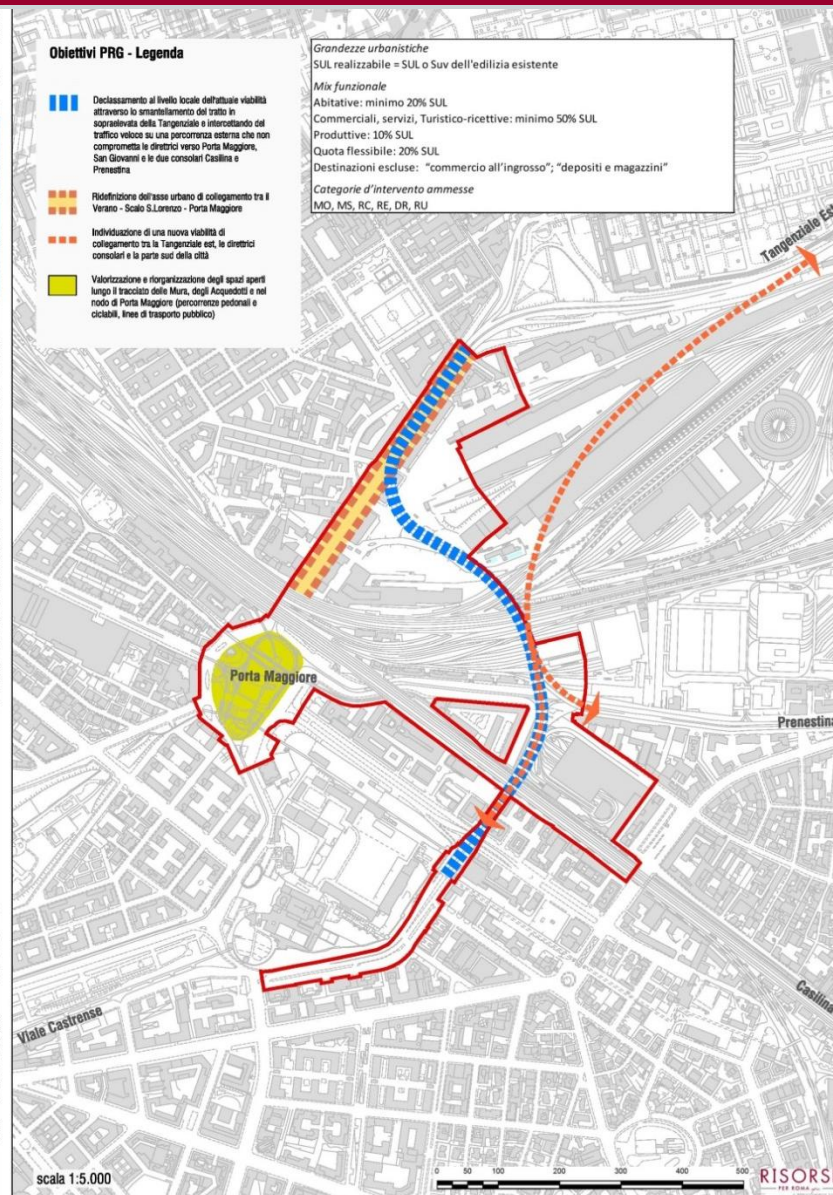 Obiettivi PRG - Legenda
Declassamento al livello locale dell'attuale viabilità
attraverso lo smantellamento del tratto in
sopraelevata della Tangenziale e intercettando del
traffico veloce su una percorrenza esterna che non
comprometta le direttrici verso Porta Maggiore,
San Giovanni e le due consolari Casilina e
Prenestina
Ridefinizione dell'asse urbano di collegamento tra il
Verano - Scalo S.Lorenzo - Porta Maggiore
Individuazione di una nuova viabilità di
collegamento tra la Tangenziale est, le direttrici
consolari e la parte sud della città
Valorizzazione e riorganizzazione degli spazi aperti
lungo il tracciato delle Mura, degli Acquedotti e nel
nodo di Porta Maggiore (percorrenze pedonali e
ciclabili, linee di trasporto pubblico)
Grandezze urbanistiche
SUL realizzabile = SUL o Suv dell'edilizia esistente
Mix funzionale
Abitative: minimo 20% SUL
Commerciali, servizi, Turistico-ricettive: minimo 50% SUL
Produttive: 10% SUL
Quota flessibile: 20% SUL
Destinazioni escluse: "commercio all'ingrosso"; "depositi e magazzini"
Categorie d'intervento ammesse
MO, MS, RC, RE, DR, RU
Tangenziale Est
Porta Maggiore
Prenestina
Casilina
Viale Castrense
scala 1:5.000
0 50 100 200 300 400 500
RISORS
PER ROMA